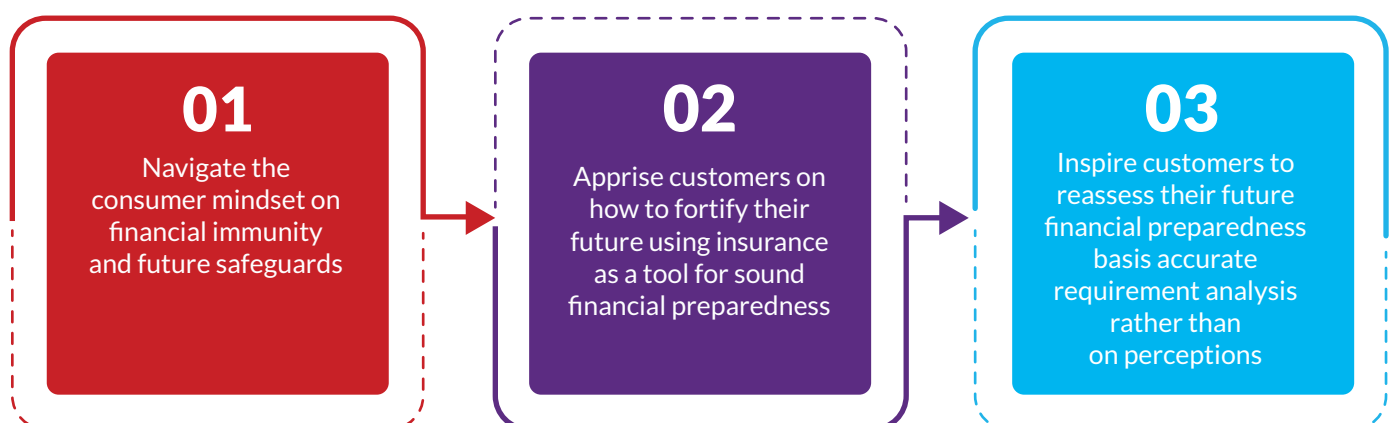 01
Navigate the
consumer mindset on
financial immunity
and future safeguards
02
Apprise customers on
how to fortify their
future using insurance
as a tool for sound
financial preparedness
03
Inspire customers to
reassess their future
financial preparedness
basis accurate
requirement analysis
rather than
on perceptions